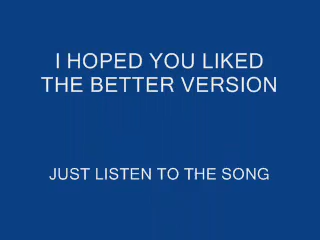 I HOPED YOU LIKED
THE BETTER VERSION
JUST LISTEN TO THE SONG